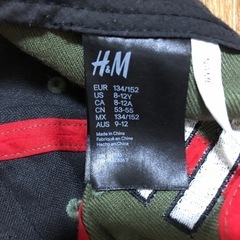 H&M
EUR 134/152
US 8-12Y
CA 8-12A
CN 53-55
MX 134/152
AUS 9-12
Made in China
Fabriqué en Chine
Hecho en China